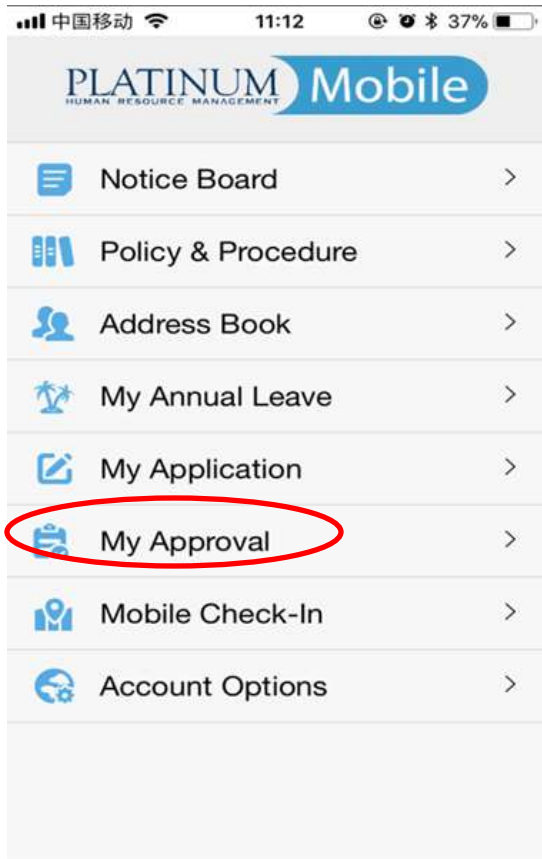 中国移动 11:12 37%
PLATINUM Mobile
HUMAN RESOURCE MANAGEMENT
Notice Board
Policy & Procedure
Address Book
My Annual Leave
My Application
My Approval
Mobile Check-In
Account Options